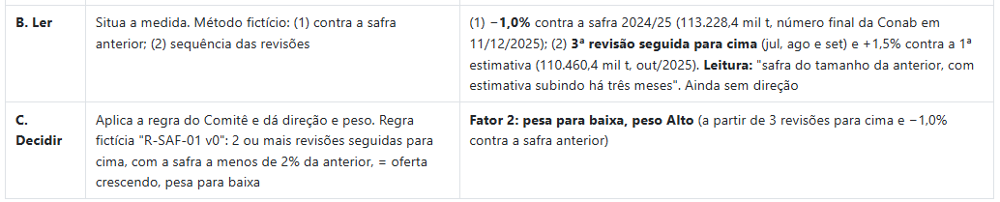 B. Ler
Situa a medida. Método fictício: (1) contra a safra
anterior; (2) sequência das revisões
(1) −1,0% contra a safra 2024/25 (113.228,4 mil t, número final da Conab em
11/12/2025); (2) 3ª revisão seguida para cima (jul, ago e set) e +1,5% contra a 1ª
estimativa (110.460,4 mil t, out/2025). Leitura: "safra do tamanho da anterior, com
estimativa subindo há três meses". Ainda sem direção
C.
Decidir
Aplica a regra do Comitê e dá direção e peso. Regra
fictícia "R-SAF-01 v0": 2 ou mais revisões seguidas para
cima, com a safra a menos de 2% da anterior, = oferta
crescendo, pesa para baixa
Fator 2: pesa para baixa, peso Alto (a partir de 3 revisões para cima e −1,0%
contra a safra anterior)